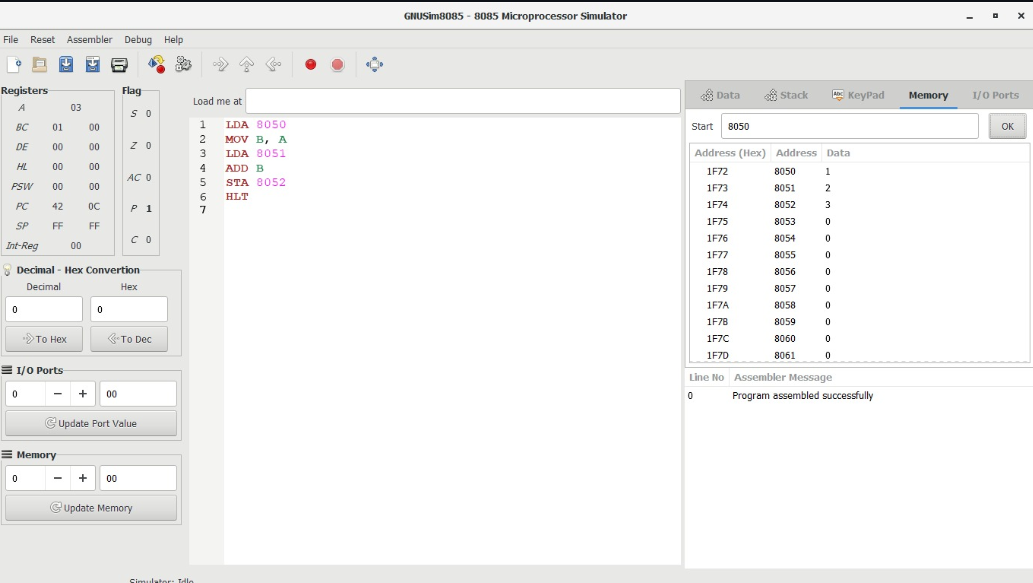 GNUSim8085 - 8085 Microprocessor Simulator
File Reset Assembler Debug Help
Registers
A 03
BC 01 00
DE 00 00
HL 00 00
PSW 00 00
PC 42 0C
SP FF FF
Int-Reg 00
Flag
S 0
Z 0
AC 0
P 1
C 0
Decimal - Hex Convertion
Decimal Hex
0 0
To Hex To Dec
I/O Ports
0 − + 00
Update Port Value
Memory
0 − + 00
Update Memory
Load me at
1 LDA 8050
2 MOV B, A
3 LDA 8051
4 ADD B
5 STA 8052
6 HLT
7
Data Stack ABC KeyPad Memory I/O Ports
Start 8050 OK
Address (Hex) Address Data
1F72 8050 1
1F73 8051 2
1F74 8052 3
1F75 8053 0
1F76 8054 0
1F77 8055 0
1F78 8056 0
1F79 8057 0
1F7A 8058 0
1F7B 8059 0
1F7C 8060 0
1F7D 8061 0
Line No Assembler Message
0 Program assembled successfully
Simulator: Idle